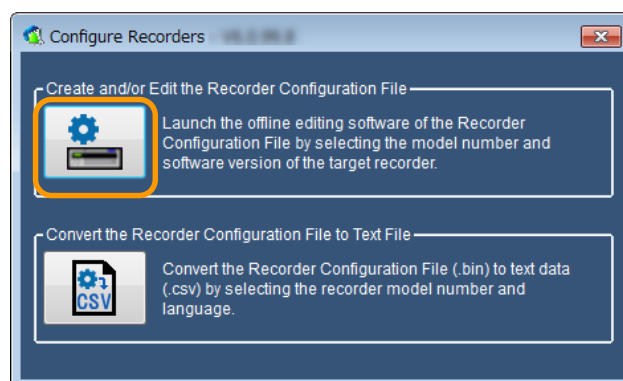 Configure Recorders
Create and/or Edit the Recorder Configuration File
Launch the offline editing software of the Recorder
Configuration File by selecting the model number and
software version of the target recorder.
Convert the Recorder Configuration File to Text File
CSV
Convert the Recorder Configuration File (.bin) to text data
(.csv) by selecting the recorder model number and
language.